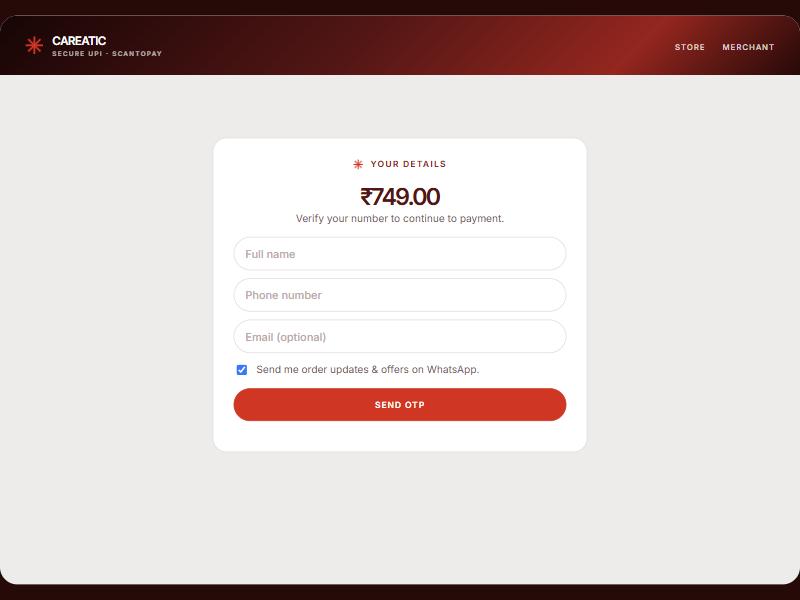 CAREATIC
SECURE UPI · SCANTOPAY
STORE
MERCHANT
YOUR DETAILS
₹749.00
Verify your number to continue to payment.
Full name
Phone number
Email (optional)
Send me order updates & offers on WhatsApp.
SEND OTP